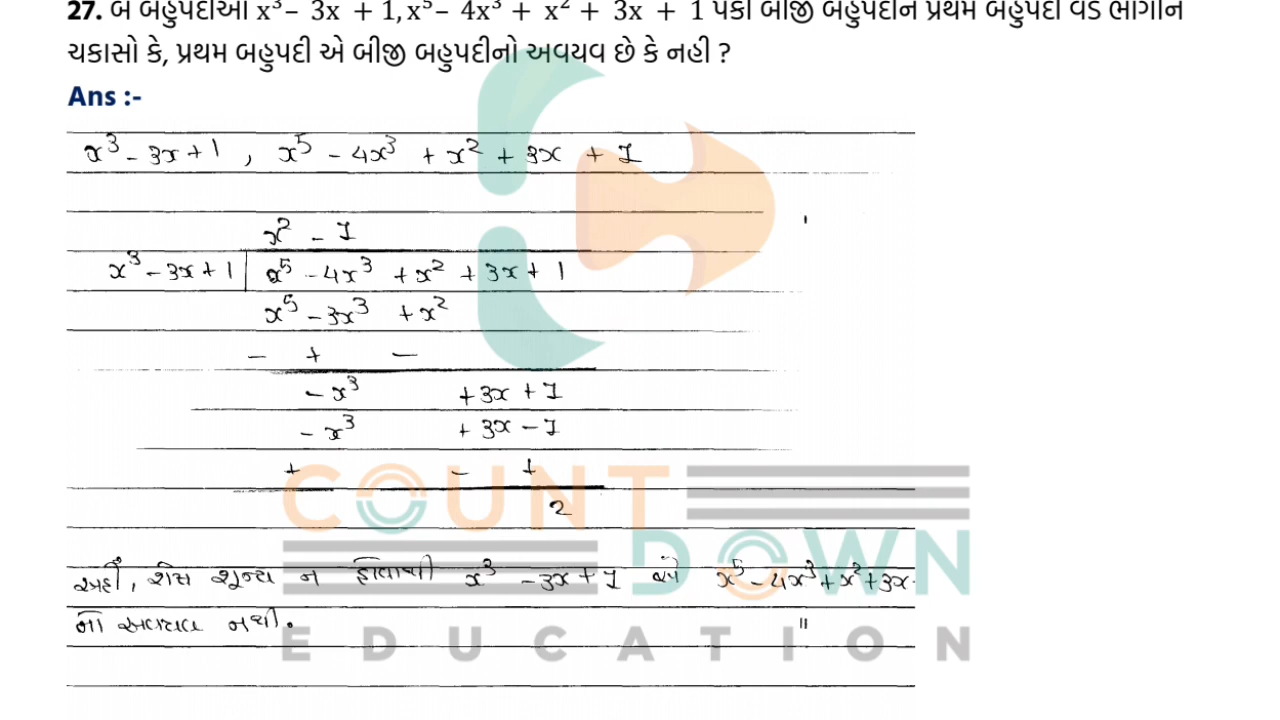 27. બે બહુપદીઓ x³– 3x + 1, x⁵– 4x³ + x² + 3x + 1 પૈકી બીજી બહુપદીને પ્રથમ બહુપદી વડે ભાગીને
ચકાસો કે, પ્રથમ બહુપદી એ બીજી બહુપદીનો અવયવ છે કે નહી ?
Ans :-
x³ - 3x + 1 , x⁵ - 4x³ + x² + 3x + 1
x² - 1
x³ - 3x + 1 x⁵ - 4x³ + x² + 3x + 1
x⁵ - 3x³ + x²
- + -
- x³ + 3x + 1
- x³ + 3x - 1
+ - +
2
અહીં, શેષ શૂન્ય ન હોવાથી x³ - 3x + 1 એ x⁵ - 4x³ + x² + 3x
નો અવયવ નથી.
COUNT
DOWN
EDUCATION